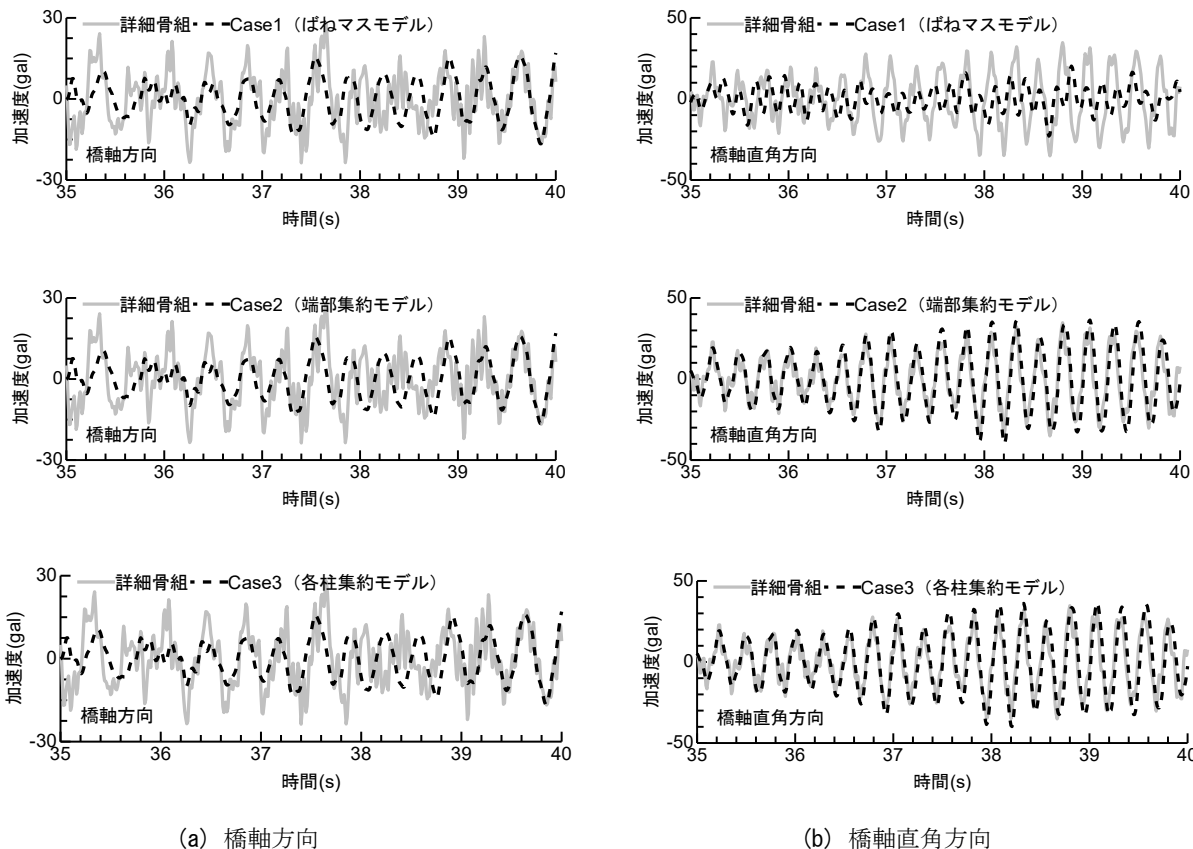 詳細骨組 Case1（ばねマスモデル）
30
0
-30
加速度(gal)
橋軸方向
35 36 37 38 39 40
時間(s)
詳細骨組 Case1（ばねマスモデル）
50
0
-50
加速度(gal)
橋軸直角方向
35 36 37 38 39 40
時間(s)
詳細骨組 Case2（端部集約モデル）
30
0
-30
加速度(gal)
橋軸方向
35 36 37 38 39 40
時間(s)
詳細骨組 Case2（端部集約モデル）
50
0
-50
加速度(gal)
橋軸直角方向
35 36 37 38 39 40
時間(s)
詳細骨組 Case3（各柱集約モデル）
30
0
-30
加速度(gal)
橋軸方向
35 36 37 38 39 40
時間(s)
詳細骨組 Case3（各柱集約モデル）
50
0
-50
加速度(gal)
橋軸直角方向
35 36 37 38 39 40
時間(s)
(a) 橋軸方向
(b) 橋軸直角方向